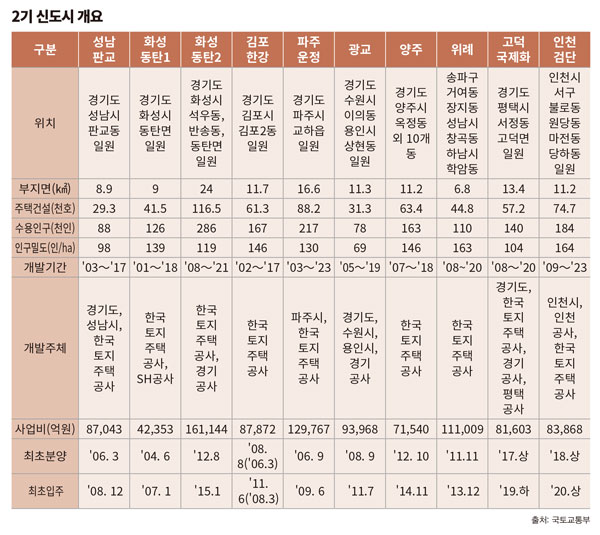 2기 신도시 개요
구분 성남 판교 화성 동탄1 화성 동탄2 김포 한강 파주 운정 광교 양주 위례 고덕 국제화 인천 검단
위치 경기도 성남시 판교동 일원 경기도 화성시 동탄면 일원 경기도 화성시 석우동, 반송동, 동탄면 일원 경기도 김포시 김포2동 일원 경기도 파주시 교하읍 일원 경기도 수원시 이의동 용인시 상현동 일원 경기도 양주시 옥정동 외 10개 동 송파구 거여동 장지동 성남시 창곡동 하남시 학암동 경기도 평택시 서정동 고덕면 일원 인천시 서구 불로동 원당동 마전동 당하동 일원
부지면(㎢) 8.9 9 24 11.7 16.6 11.3 11.2 6.8 13.4 11.2
주택건설(천호) 29.3 41.5 116.5 61.3 88.2 31.3 63.4 44.8 57.2 74.7
수용인구(천인) 88 126 286 167 217 78 163 110 140 184
인구밀도(인/ha) 98 139 119 146 130 69 146 163 104 164
개발기간 '03～'17 '01～'18 '08～'21 '02～'17 '03～'23 '05～'19 '07～'18 '08~'20 '08～'20 '09～'23
개발주체 경기도, 성남시, 한국 토지 주택 공사 한국 토지 주택 공사, SH공사 한국 토지 주택 공사, 경기 공사 한국 토지 주택 공사 파주시, 한국 토지 주택 공사 경기도, 수원시, 용인시, 경기 공사 한국 토지 주택 공사 한국 토지 주택 공사 경기도, 한국 토지 주택 공사, 경기 공사, 평택 공사 인천시, 인천 공사, 한국 토지 주택 공사
사업비(억원) 87,043 42,353 161,144 87,872 129,767 93,968 71,540 111,009 81,603 83,868
최초분양 '06. 3 '04. 6 '12.8 '08. 8('06.3) '06. 9 '08. 9 '12. 10 '11.11 '17.상 '18.상
최초입주 '08. 12 '07. 1 '15.1 '11. 6('08.3) '09. 6 '11.7 '14.11 '13.12 '19.하 '20.상
출처: 국토교통부